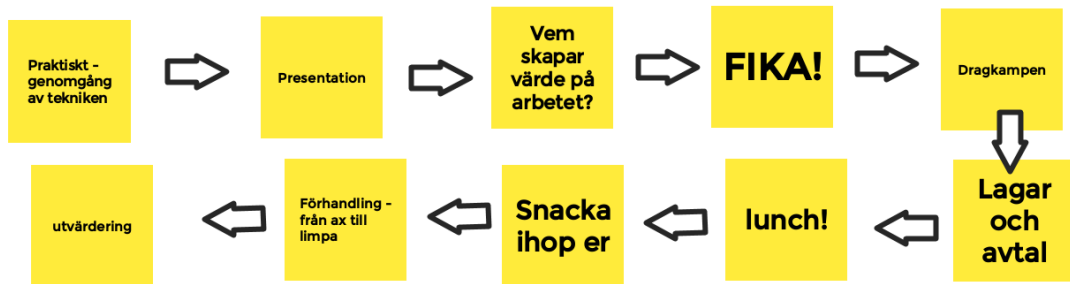 Praktiskt -
genomgång
av tekniken
Presentation
Vem
skapar
värde på
arbetet?
FIKA!
Dragkampen
Lagar
och
avtal
lunch!
Snacka
ihop er
Förhandling -
från ax till
limpa
utvärdering